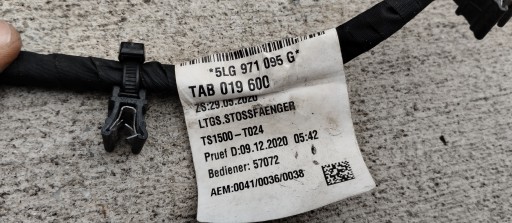 *5LG 971 095 G*
TAB 019 600
ZS:29.05.2020
LTGS.STOSSFAENGER
TS1500-T024
Pruef D:09.12.2020 05:42
Bediener: 57072
AEM:0041/0036/0038